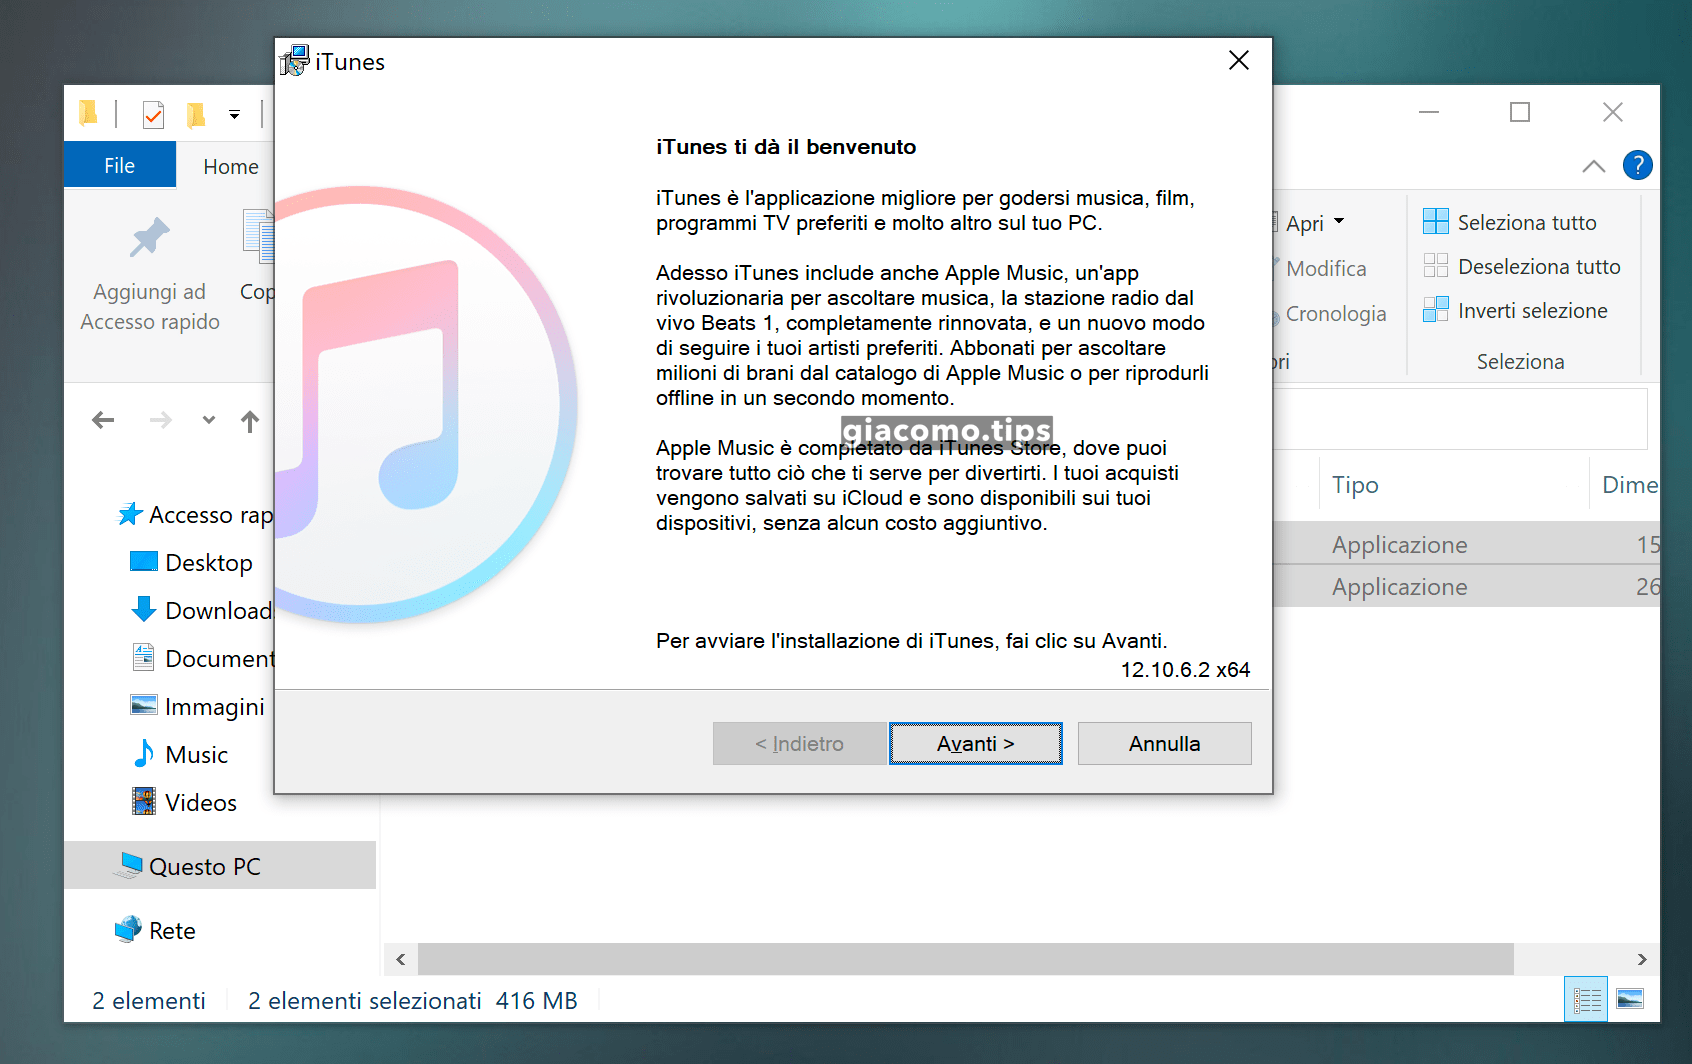 iTunes
iTunes ti dà il benvenuto
iTunes è l'applicazione migliore per godersi musica, film,
programmi TV preferiti e molto altro sul tuo PC.
Adesso iTunes include anche Apple Music, un'app
rivoluzionaria per ascoltare musica, la stazione radio dal
vivo Beats 1, completamente rinnovata, e un nuovo modo
di seguire i tuoi artisti preferiti. Abbonati per ascoltare
milioni di brani dal catalogo di Apple Music o per riprodurli
offline in un secondo momento.
giacomo.tips
Apple Music è completato da iTunes Store, dove puoi
trovare tutto ciò che ti serve per divertirti. I tuoi acquisti
vengono salvati su iCloud e sono disponibili sui tuoi
dispositivi, senza alcun costo aggiuntivo.
Per avviare l'installazione di iTunes, fai clic su Avanti.
12.10.6.2 x64
< Indietro
Avanti >
Annulla
File
Home
Aggiungi ad
Accesso rapido
Cop
Apri
Modifica
Cronologia
ori
Seleziona tutto
Deseleziona tutto
Inverti selezione
Seleziona
?
Tipo
Dime
Applicazione
15
Applicazione
26
Accesso rap
Desktop
Download
Document
Immagini
Music
Videos
Questo PC
Rete
2 elementi
2 elementi selezionati 416 MB